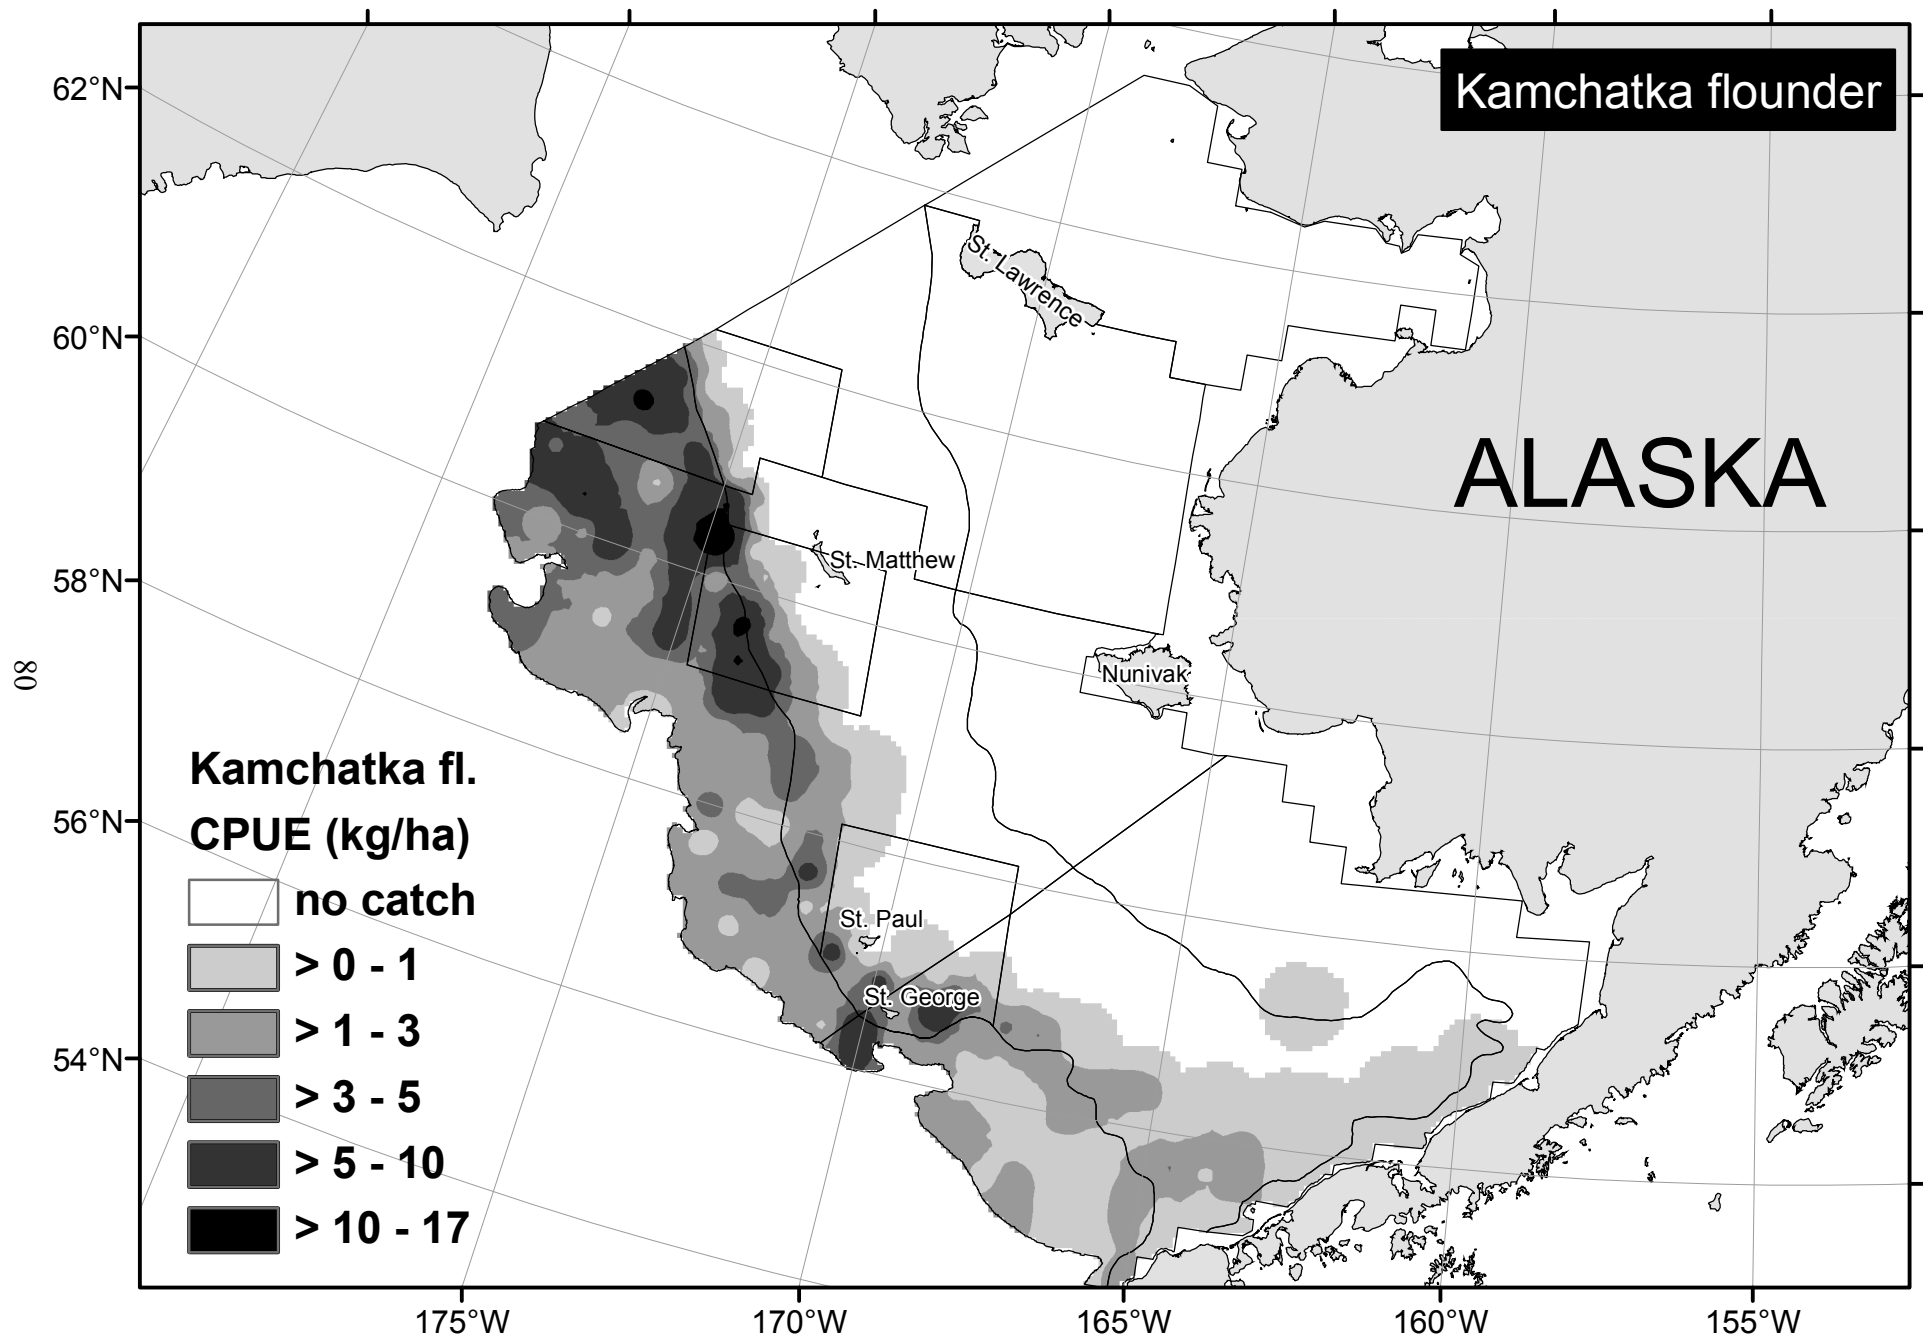 Kamchatka flounder
62°N
60°N
58°N
56°N
54°N
ALASKA
St. Lawrence
St. Matthew
Nunivak
St. Paul
St. George
80
Kamchatka fl.
CPUE (kg/ha)
no catch
> 0 - 1
> 1 - 3
> 3 - 5
> 5 - 10
> 10 - 17
175°W
170°W
165°W
160°W
155°W